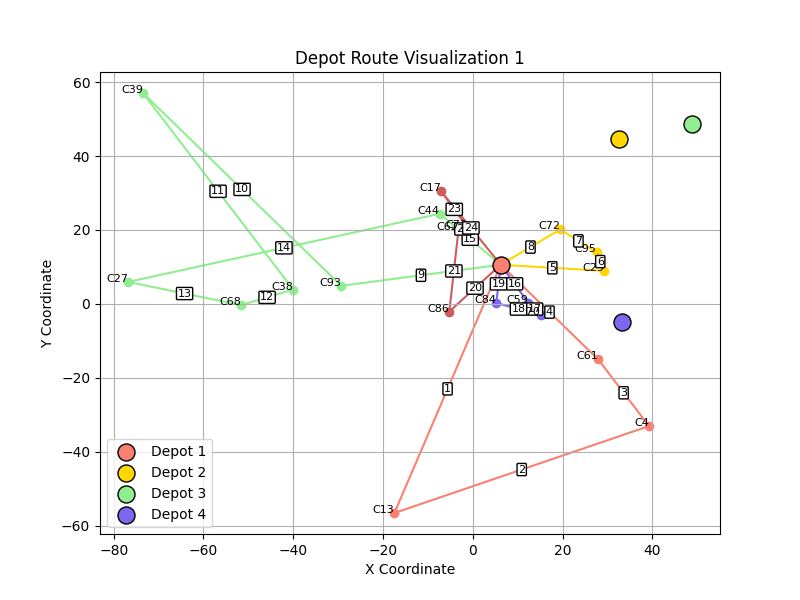 Depot Route Visualization 1
Y Coordinate
60
40
20
0
−20
−40
−60
C39
11
10
C17
23
C44
C72
24
15
7
C95
14
8
6
5
C23
21
9
C27
C93
C38
13
12
C68
20
19
16
C84
C59
C86
18
4
C61
3
1
C4
2
C13
Depot 1
Depot 2
Depot 3
Depot 4
−80
−60
−40
−20
0
20
40
X Coordinate